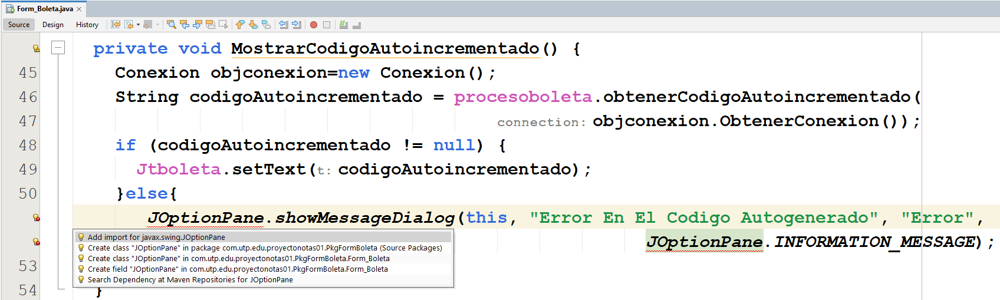 Form_Boleta.java
Source Design History
private void MostrarCodigoAutoincrementado() {
45 Conexion objconexion=new Conexion();
46 String codigoAutoincrementado = procesoboleta.obtenerCodigoAutoincrementado(
47 connection: objconexion.ObtenerConexion());
48 if (codigoAutoincrementado != null) {
49 Jtboleta.setText(t: codigoAutoincrementado);
50 }else{
JOptionPane.showMessageDialog(this, "Error En El Codigo Autogenerado", "Error",
JOptionPane.INFORMATION_MESSAGE);
Add import for javax.swing.JOptionPane
Create class "JOptionPane" in package com.utp.edu.proyectonotas01.PkgFormBoleta (Source Packages)
Create class "JOptionPane" in com.utp.edu.proyectonotas01.PkgFormBoleta.Form_Boleta
Create field "JOptionPane" in com.utp.edu.proyectonotas01.PkgFormBoleta.Form_Boleta
Search Dependency at Maven Repositories for JOptionPane
53
54 }